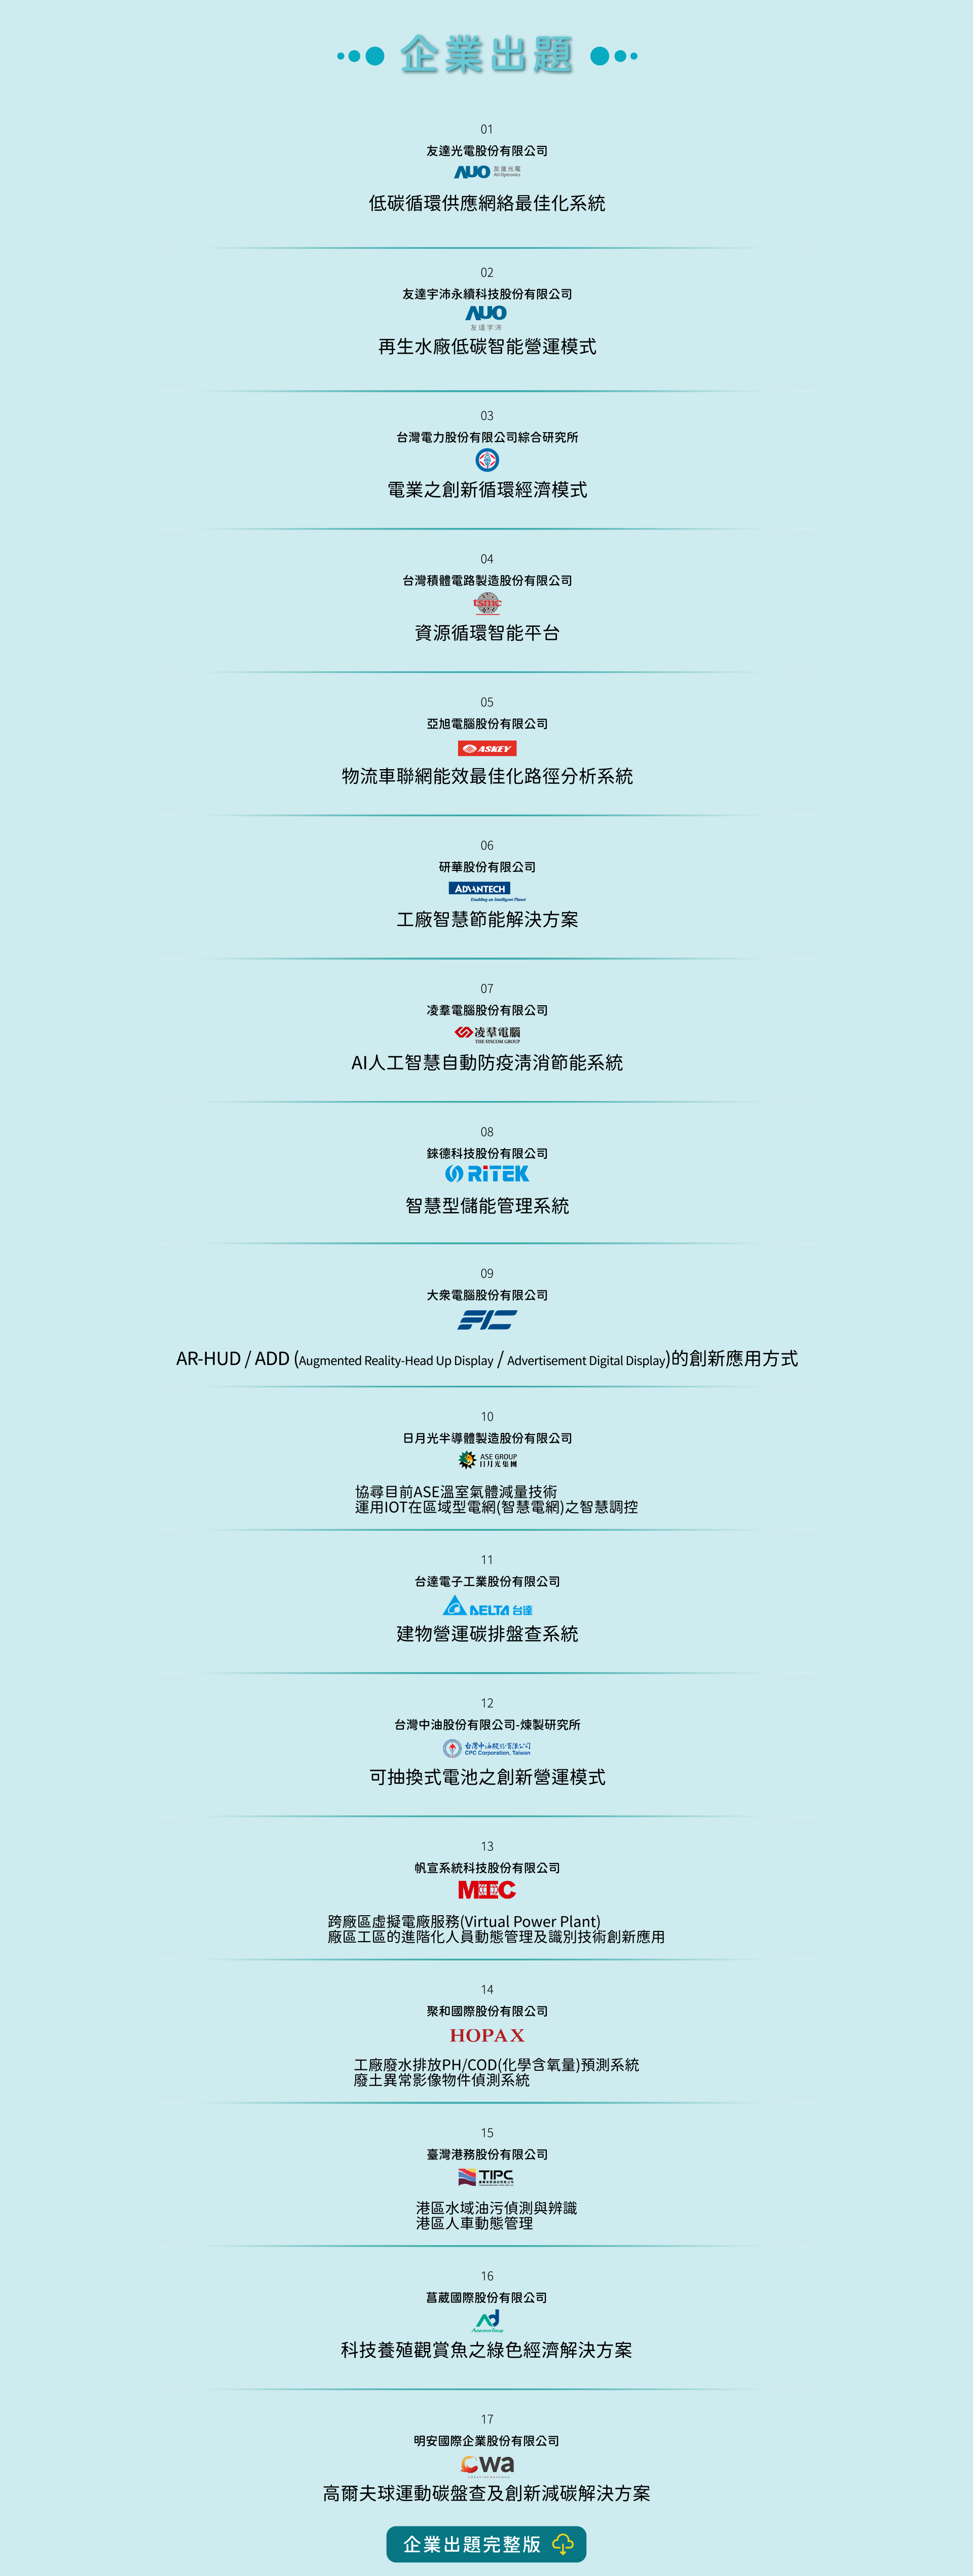 企業出題
01
友達光電股份有限公司
AUO 友達光電
AU Optronics
低碳循環供應網絡最佳化系統
02
友達宇沛永續科技股份有限公司
AUO
友達宇沛
再生水廠低碳智能營運模式
03
台灣電力股份有限公司綜合研究所
電業之創新循環經濟模式
04
台灣積體電路製造股份有限公司
tsmc
資源循環智能平台
05
亞旭電腦股份有限公司
ASKEY
物流車聯網能效最佳化路徑分析系統
06
研華股份有限公司
ADVANTECH
Enabling an Intelligent Planet
工廠智慧節能解決方案
07
凌羣電腦股份有限公司
凌羣電腦
THE SYSCOM GROUP
AI人工智慧自動防疫清消節能系統
08
錸德科技股份有限公司
RiTEK
智慧型儲能管理系統
09
大衆電腦股份有限公司
FIC
AR-HUD / ADD (Augmented Reality-Head Up Display / Advertisement Digital Display)的創新應用方式
10
日月光半導體製造股份有限公司
ASE GROUP
日月光集團
協尋目前ASE溫室氣體減量技術
運用IOT在區域型電網(智慧電網)之智慧調控
11
台達電子工業股份有限公司
DELTA 台達
建物營運碳排盤查系統
12
台灣中油股份有限公司-煉製研究所
台灣中油股份有限公司
CPC Corporation, Taiwan
可抽換式電池之創新營運模式
13
帆宣系統科技股份有限公司
MIC
跨廠區虛擬電廠服務(Virtual Power Plant)
廠區工區的進階化人員動態管理及識別技術創新應用
14
聚和國際股份有限公司
HOPAX
工廠廢水排放PH/COD(化學含氧量)預測系統
廢土異常影像物件偵測系統
15
臺灣港務股份有限公司
TIPC
港區水域油污偵測與辨識
港區人車動態管理
16
菖葳國際股份有限公司
科技養殖觀賞魚之綠色經濟解決方案
17
明安國際企業股份有限公司
awa
高爾夫球運動碳盤查及創新減碳解決方案
企業出題完整版